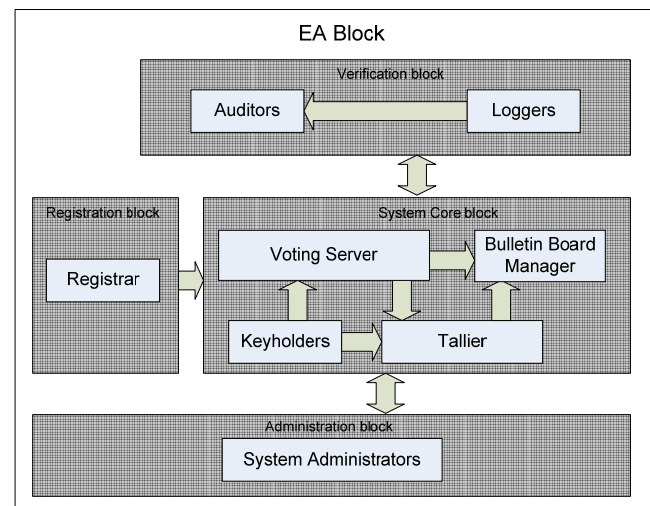 EA Block
Verification block
Auditors
Loggers
Registration block
Registrar
System Core block
Voting Server
Bulletin Board
Manager
Keyholders
Tallier
Administration block
System Administrators